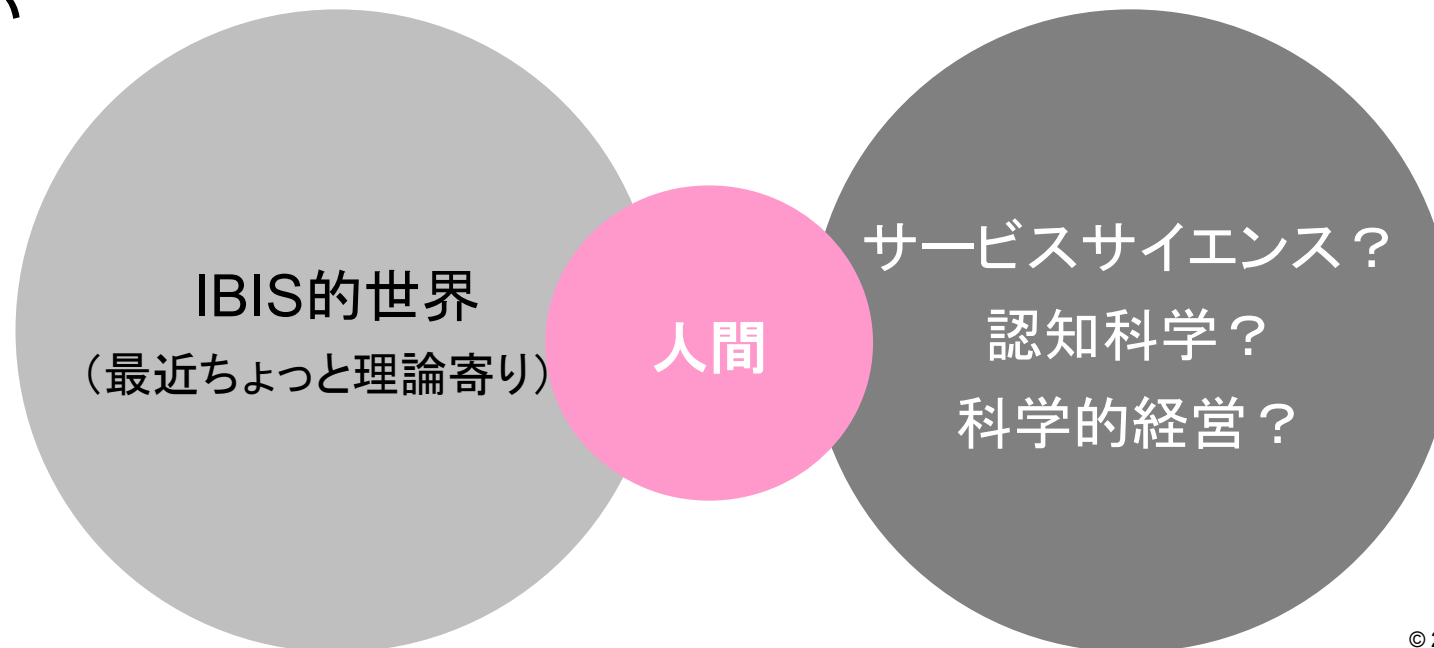 IBIS的世界
（最近ちょっと理論寄り）
人間
サービスサイエンス？
認知科学？
科学的経営？